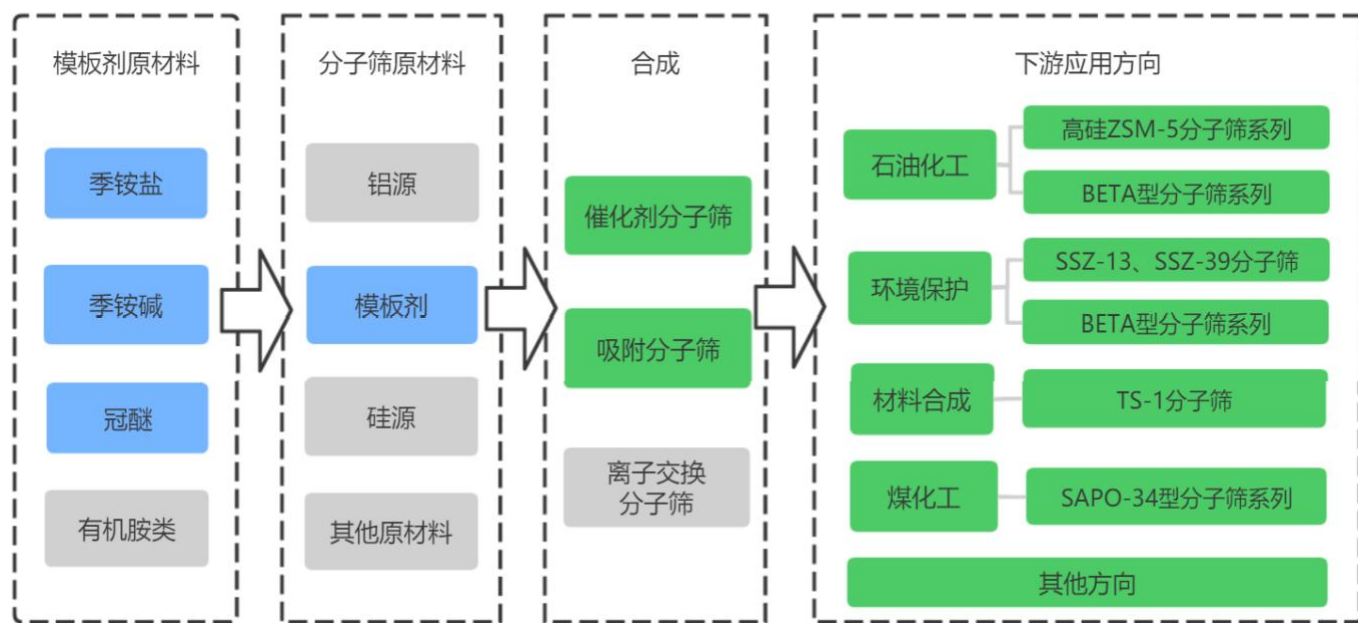 模板剂原材料
季铵盐
季铵碱
冠醚
有机胺类
分子筛原材料
铝源
模板剂
硅源
其他原材料
合成
催化剂分子筛
吸附分子筛
离子交换
分子筛
下游应用方向
石油化工
高硅ZSM-5分子筛系列
BETA型分子筛系列
环境保护
SSZ-13、SSZ-39分子筛
BETA型分子筛系列
材料合成
TS-1分子筛
煤化工
SAPO-34型分子筛系列
其他方向